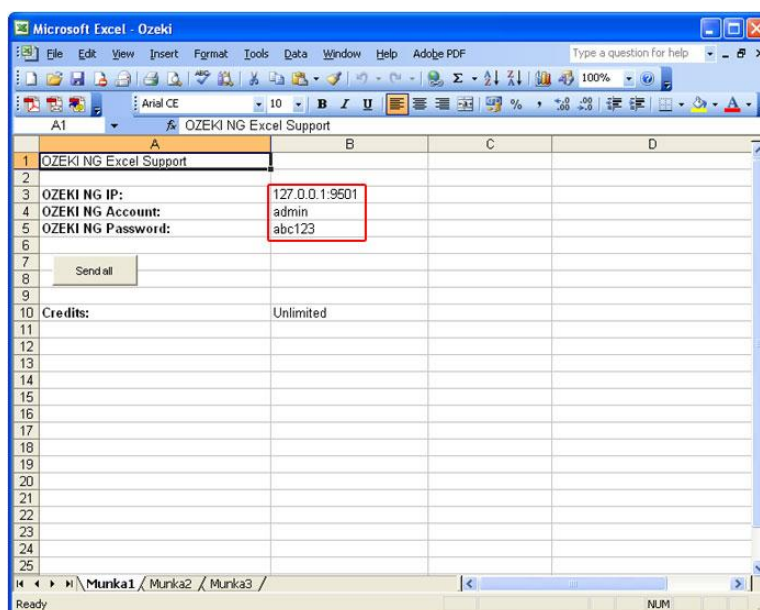 Microsoft Excel - Ozeki
File Edit View Insert Format Tools Data Window Help Adobe PDF Type a question for help
Σ 100%
Arial CE 10 B I U % ,
A1 fx OZEKI NG Excel Support
A B C D
1 OZEKI NG Excel Support
2
3 OZEKI NG IP: 127.0.0.1:9501
4 OZEKI NG Account: admin
5 OZEKI NG Password: abc123
6
7
Send all
8
9
10 Credits: Unlimited
11
12
13
14
15
16
17
18
19
20
21
22
23
24
25
Munka1 / Munka2 / Munka3 /
Ready NUM